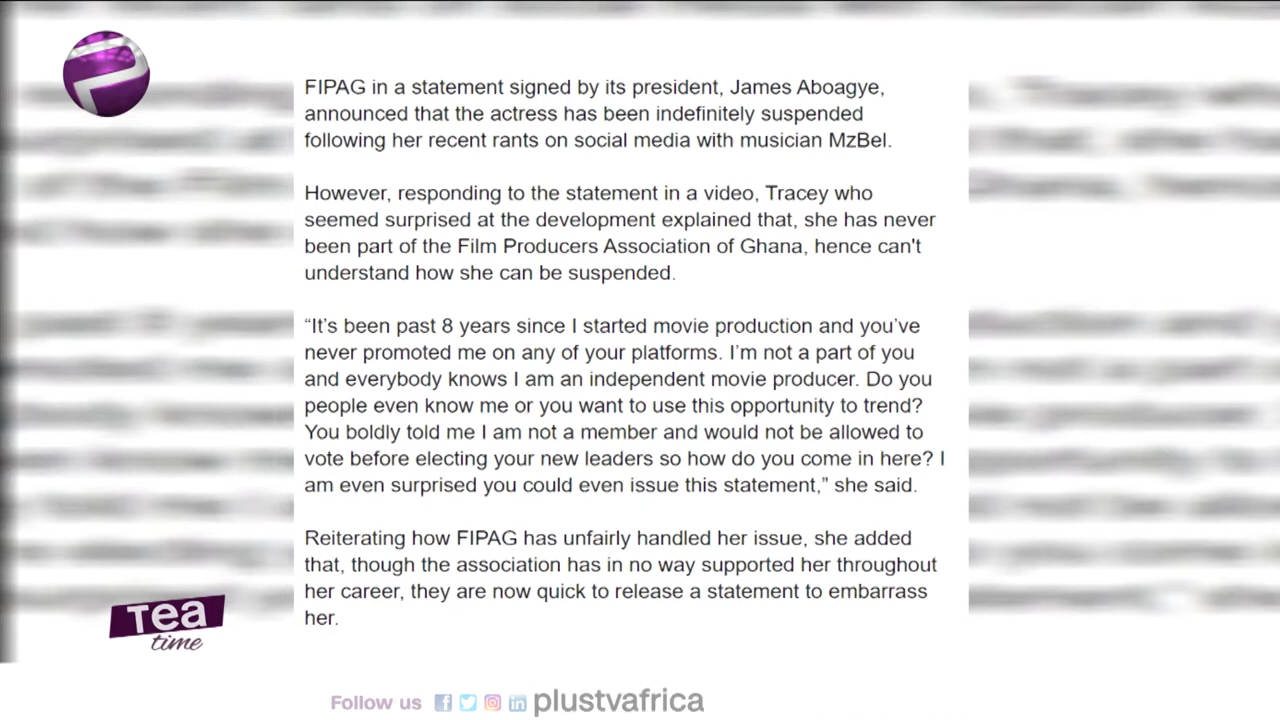 FIPAG in a statement signed by its president, James Aboagye,
announced that the actress has been indefinitely suspended
following her recent rants on social media with musician MzBel.
However, responding to the statement in a video, Tracey who
seemed surprised at the development explained that, she has never
been part of the Film Producers Association of Ghana, hence can't
understand how she can be suspended.
“It’s been past 8 years since I started movie production and you’ve
never promoted me on any of your platforms. I’m not a part of you
and everybody knows I am an independent movie producer. Do you
people even know me or you want to use this opportunity to trend?
You boldly told me I am not a member and would not be allowed to
vote before electing your new leaders so how do you come in here? I
am even surprised you could even issue this statement,” she said.
Reiterating how FIPAG has unfairly handled her issue, she added
that, though the association has in no way supported her throughout
her career, they are now quick to release a statement to embarrass
her.
Tea
time
Follow us plustvafrica